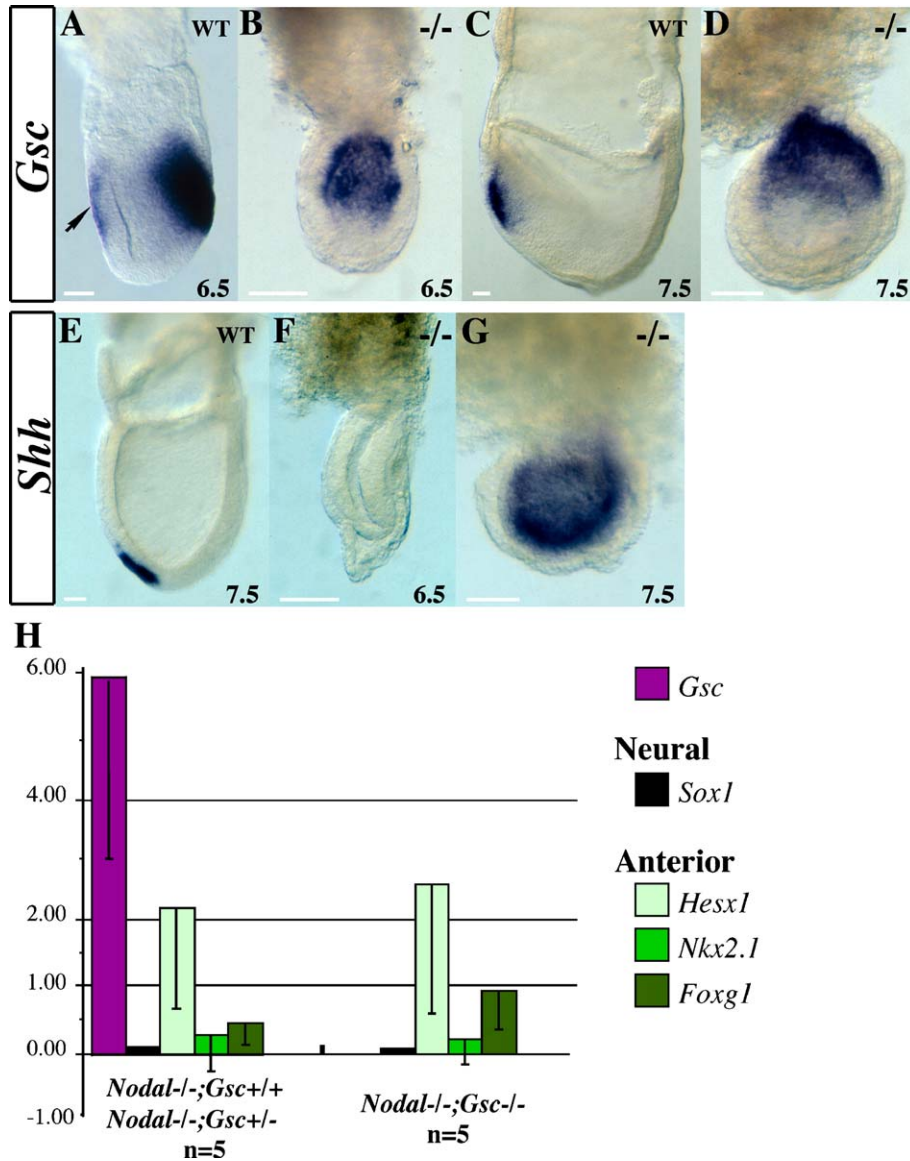 A WT
B -/-
C WT
D -/-
Gsc
6.5
6.5
7.5
7.5
E WT
F -/-
G -/-
Shh
7.5
6.5
7.5
H
6.00
4.00
2.00
1.00
0.00
-1.00
Nodal-/-;Gsc+/+
Nodal-/-;Gsc+/-
n=5
Nodal-/-;Gsc-/-
n=5
Gsc
Neural
Sox1
Anterior
Hesx1
Nkx2.1
Foxg1